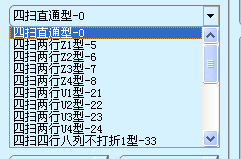 四扫直通型-0
四扫直通型-0
四扫两行Z1型-5
四扫两行Z2型-6
四扫两行Z3型-7
四扫两行Z4型-8
四扫两行U1型-21
四扫两行U2型-22
四扫两行U3型-23
四扫两行U4型-24
四扫四行八列不打折1型-33